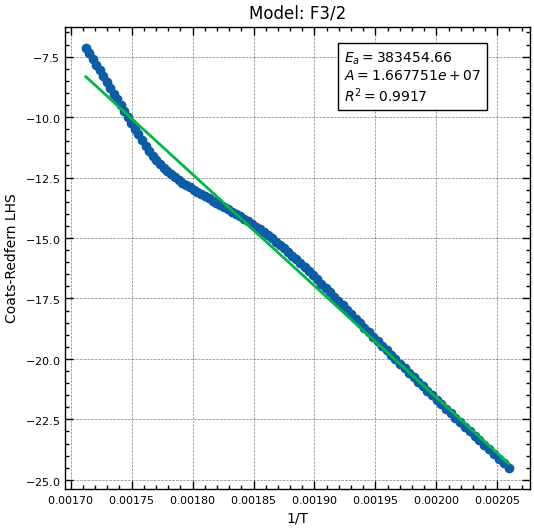 Model: F3/2
Eₐ = 383454.66
A = 1.667751e + 07
R² = 0.9917
Coats-Redfern LHS
−7.5
−10.0
−12.5
−15.0
−17.5
−20.0
−22.5
−25.0
0.00170 0.00175 0.00180 0.00185 0.00190 0.00195 0.00200 0.00205
1/T